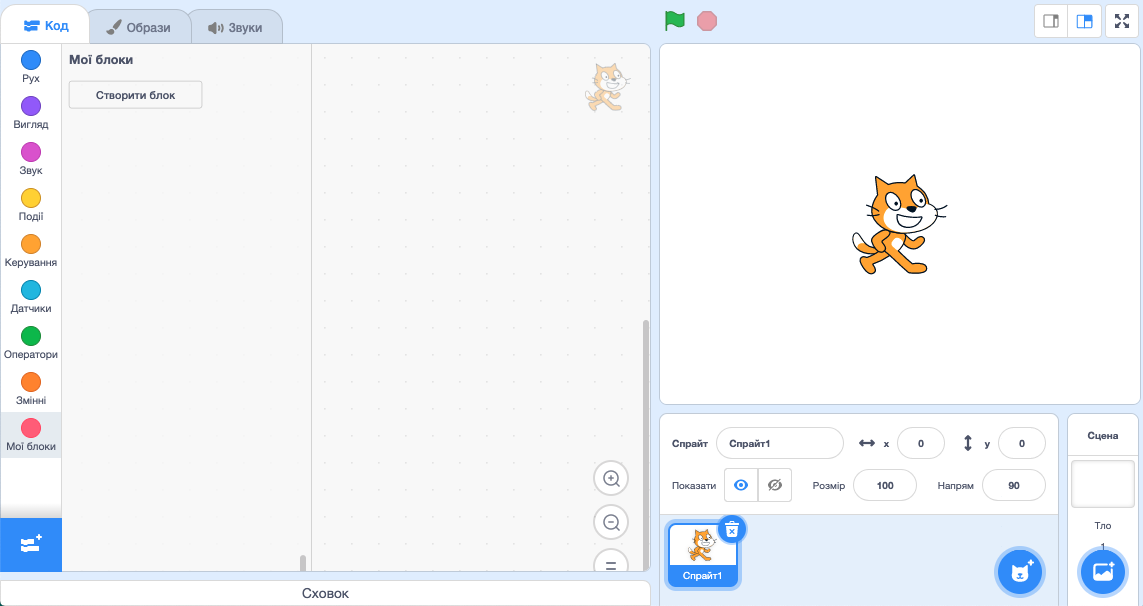 Код
Образи
Звуки
Рух
Вигляд
Звук
Події
Керування
Датчики
Оператори
Змінні
Мої блоки
Мої блоки
Створити блок
Сховок
Спрайт
Спрайт1
x
0
y
0
Показати
Розмір
100
Напрям
90
Спрайт1
Сцена
Тло
1